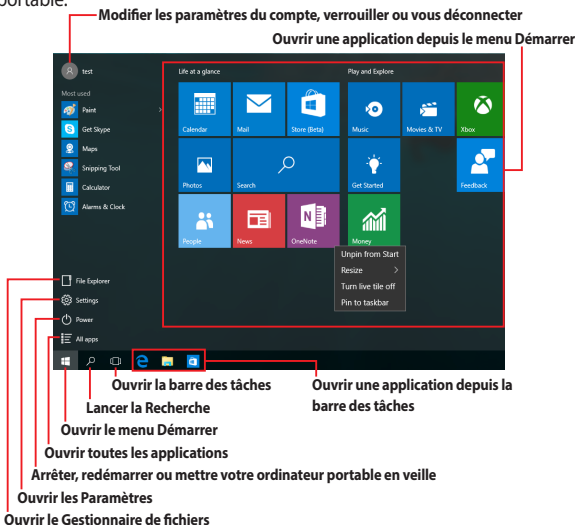 portable.
Modifier les paramètres du compte, verrouiller ou vous déconnecter
Ouvrir une application depuis le menu Démarrer
test
Life at a glance
Play and Explore
Most used
Paint
Get Skype
Maps
Snipping Tool
Calculator
Alarms & Clock
Calendar
Mail
Store (Beta)
Music
Movies & TV
Xbox
Photos
Search
Get Started
Feedback
People
News
OneNote
Money
Unpin from Start
Resize
Turn live tile off
Pin to taskbar
File Explorer
Settings
Power
All apps
Ouvrir la barre des tâches
Ouvrir une application depuis la
barre des tâches
Lancer la Recherche
Ouvrir le menu Démarrer
Ouvrir toutes les applications
Arrêter, redémarrer ou mettre votre ordinateur portable en veille
Ouvrir les Paramètres
Ouvrir le Gestionnaire de fichiers